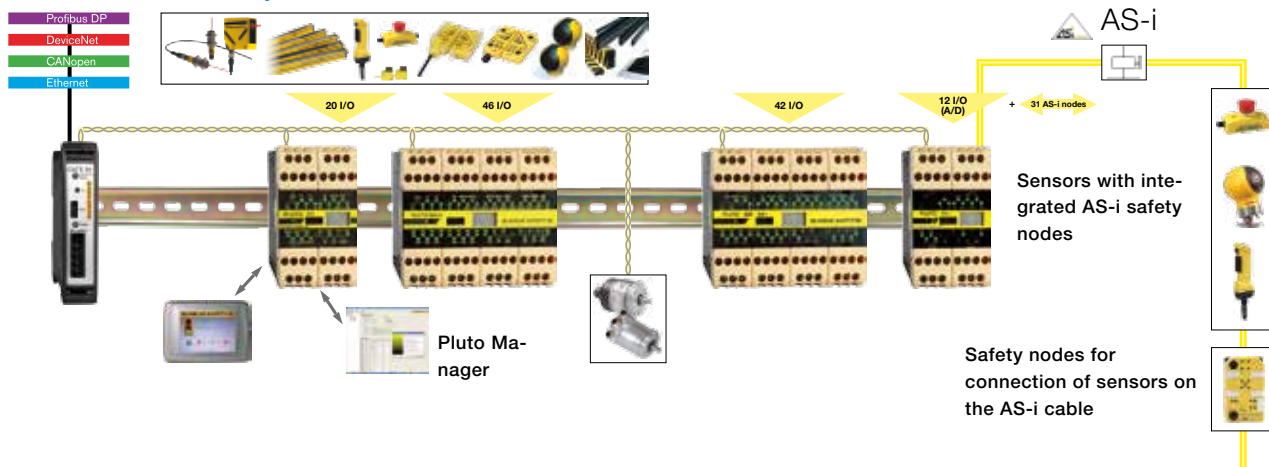 Profibus DP
DeviceNet
CANopen
Ethernet
AS-i
20 I/O
46 I/O
42 I/O
12 I/O
(A/D)
+
31 AS-i nodes
Sensors with inte-
grated AS-i safety
nodes
Pluto Ma-
nager
Safety nodes for
connection of sensors on
the AS-i cable